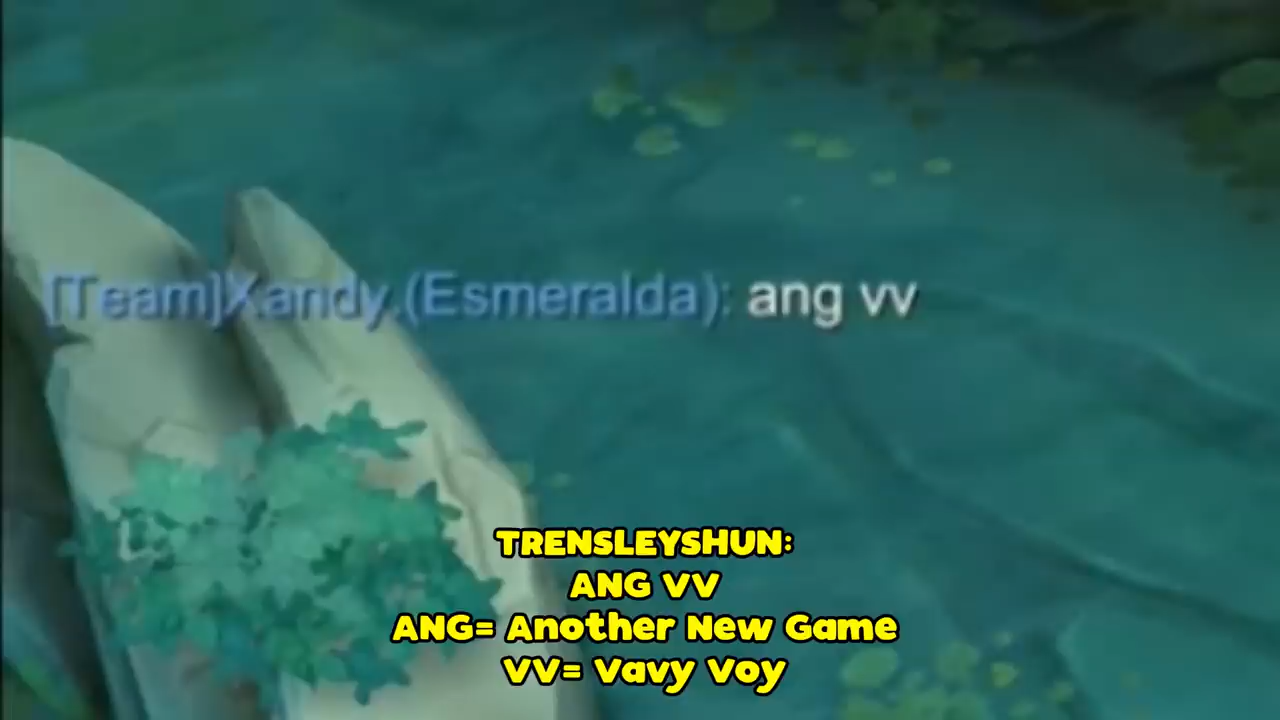 [Team]Xandy.(Esmeralda): ang vv
TRENSLEYSHUN:
ANG VV
ANG= Another New Game
VV= Vavy Voy